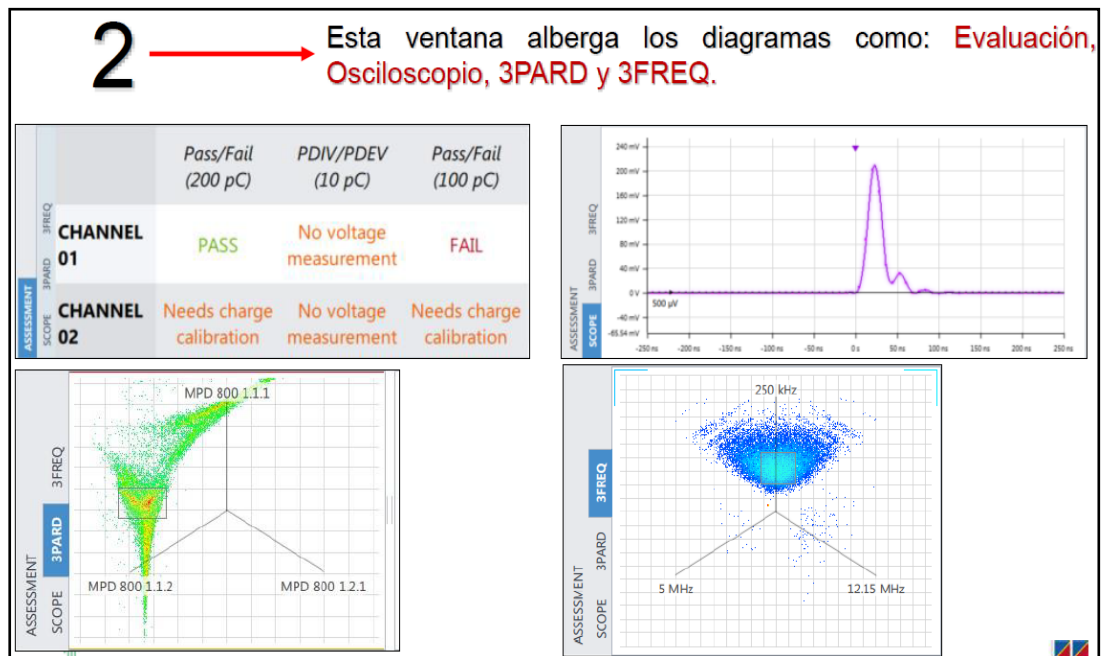 2
Esta ventana alberga los diagramas como: Evaluación,
Osciloscopio, 3PARD y 3FREQ.
ASSESSMENT
SCOPE 3PARD 3FREQ
Pass/Fail PDIV/PDEV Pass/Fail
(200 pC) (10 pC) (100 pC)
CHANNEL 01 PASS No voltage measurement FAIL
CHANNEL 02 Needs charge calibration No voltage measurement Needs charge calibration
ASSESSMENT
SCOPE 3PARD 3FREQ
240 mV
200 mV
160 mV
120 mV
80 mV
40 mV
0 V
500 µV
-40 mV
-65.54 mV
-250 ns -200 ns -150 ns -100 ns -50 ns 0 s 50 ns 100 ns 150 ns 200 ns 250 ns
ASSESSMENT
SCOPE 3PARD 3FREQ
MPD 800 1.1.1
MPD 800 1.1.2 MPD 800 1.2.1
ASSESSMENT
SCOPE 3PARD 3FREQ
250 kHz
5 MHz 12.15 MHz